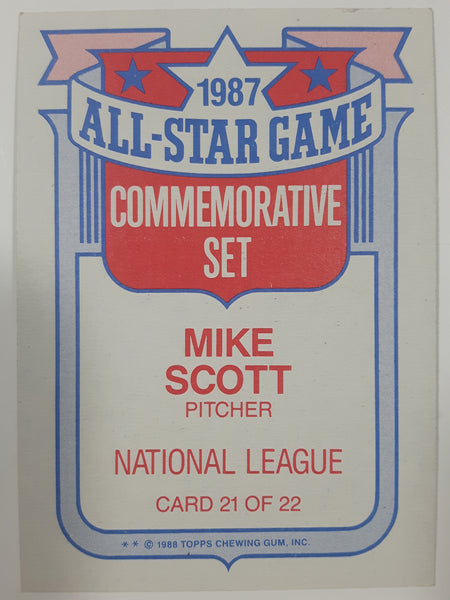 1987
ALL-STAR GAME
COMMEMORATIVE
SET
MIKE
SCOTT
PITCHER
NATIONAL LEAGUE
CARD 21 OF 22
** © 1988 TOPPS CHEWING GUM, INC.